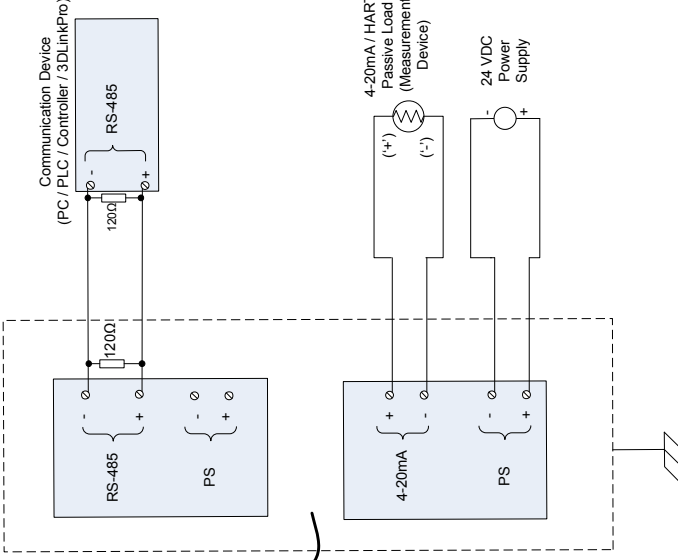 Communication Device
(PC / PLC / Controller / 3DLinkPro)
RS-485
-
+
120Ω
120Ω
-
+
RS-485
-
+
PS
4-20mA / HART
Passive Load
(Measurement
Device)
('+')
('-')
24 VDC
Power
Supply
-
+
+
-
4-20mA
-
+
PS